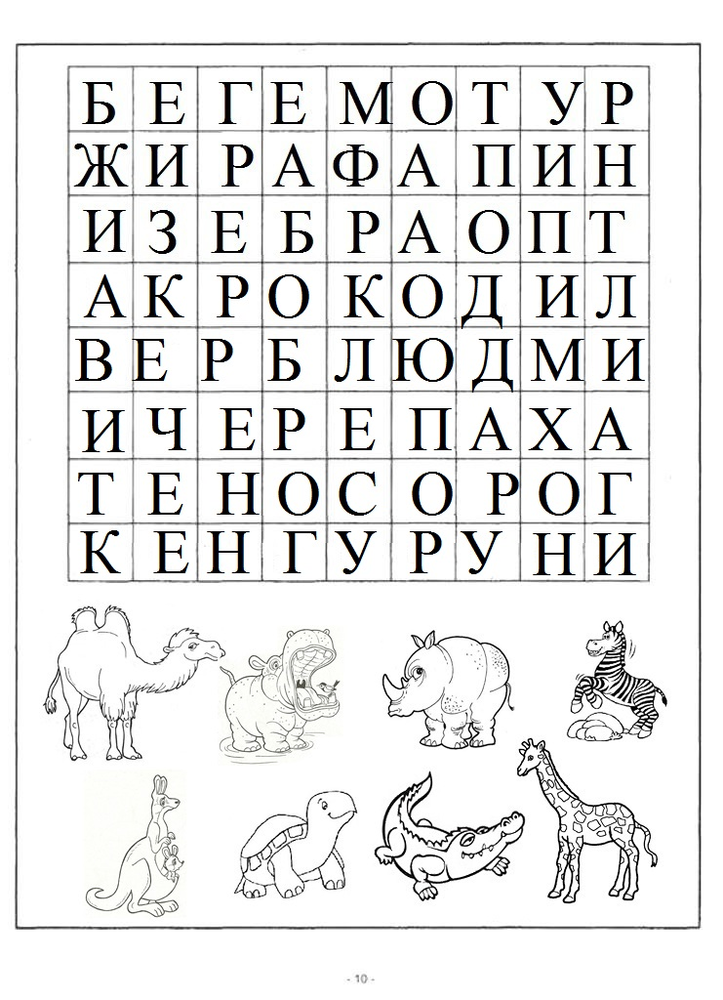 Б Е Г Е М О Т У Р
Ж И Р А Ф А П И Н
И З Е Б Р А О П Т
А К Р О К О Д И Л
В Е Р Б Л Ю Д М И
И Ч Е Р Е П А Х А
Т Е Н О С О Р О Г
К Е Н Г У Р У Н И
- 10 -